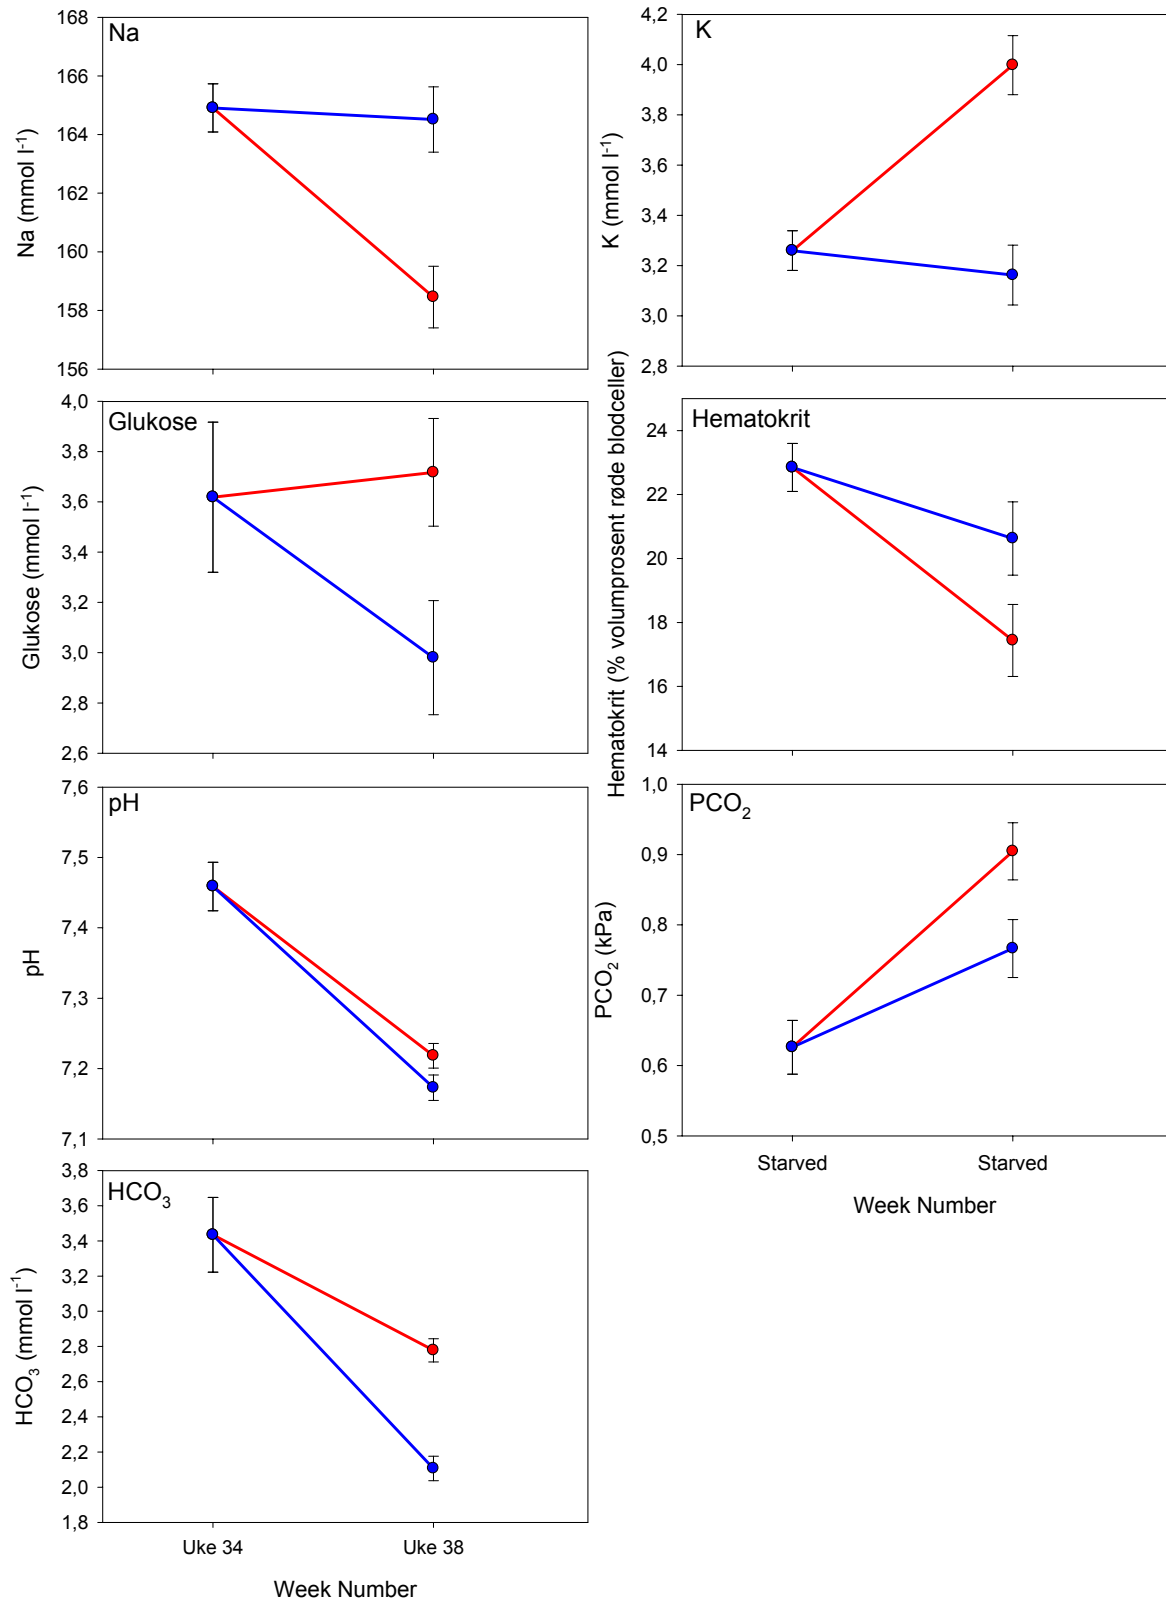 Na
Na (mmol l⁻¹)
168
166
164
162
160
158
156
K
K (mmol l⁻¹)
4,2
4,0
3,8
3,6
3,4
3,2
3,0
2,8
Glukose
Glukose (mmol l⁻¹)
4,0
3,8
3,6
3,4
3,2
3,0
2,8
2,6
Hematokrit
Hematokrit (% volumprosent røde blodceller)
24
22
20
18
16
14
pH
pH
7,6
7,5
7,4
7,3
7,2
7,1
PCO₂
PCO₂ (kPa)
1,0
0,9
0,8
0,7
0,6
0,5
Starved Starved
Week Number
HCO₃
HCO₃ (mmol l⁻¹)
3,8
3,6
3,4
3,2
3,0
2,8
2,6
2,4
2,2
2,0
1,8
Uke 34 Uke 38
Week Number